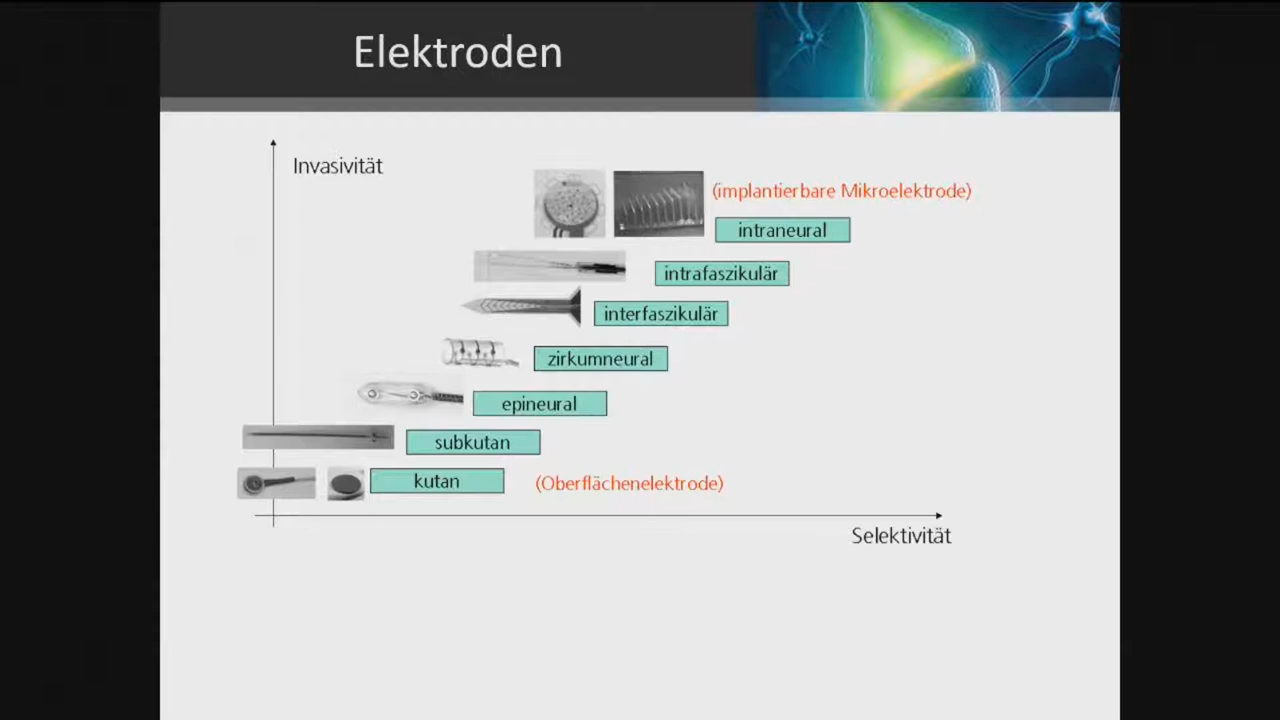 Elektroden
Invasivität
(implantierbare Mikroelektrode)
intraneural
intrafaszikulär
interfaszikulär
zirkumneural
epineural
subkutan
kutan
(Oberflächenelektrode)
Selektivität